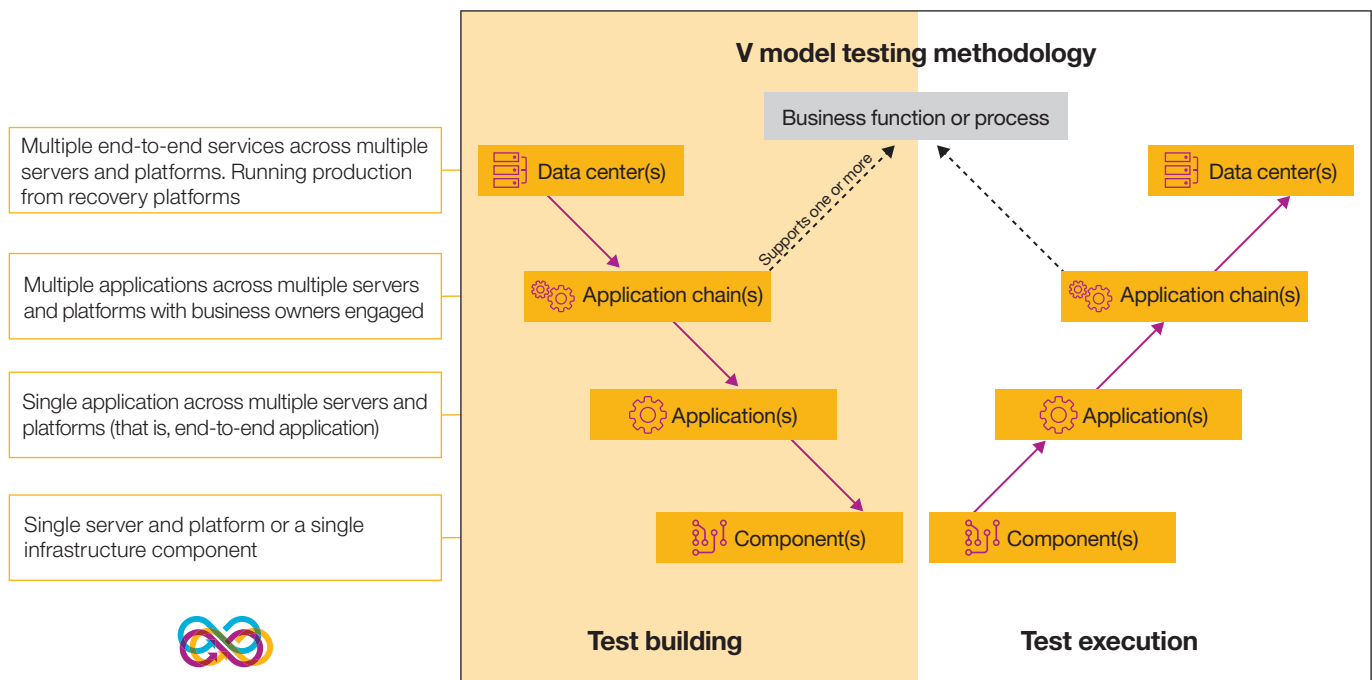 V model testing methodology
Business function or process
Multiple end-to-end services across multiple
servers and platforms. Running production
from recovery platforms
Data center(s)
Data center(s)
Supports one or more
Multiple applications across multiple servers
and platforms with business owners engaged
Application chain(s)
Application chain(s)
Single application across multiple servers and
platforms (that is, end-to-end application)
Application(s)
Application(s)
Single server and platform or a single
infrastructure component
Component(s)
Component(s)
Test building
Test execution